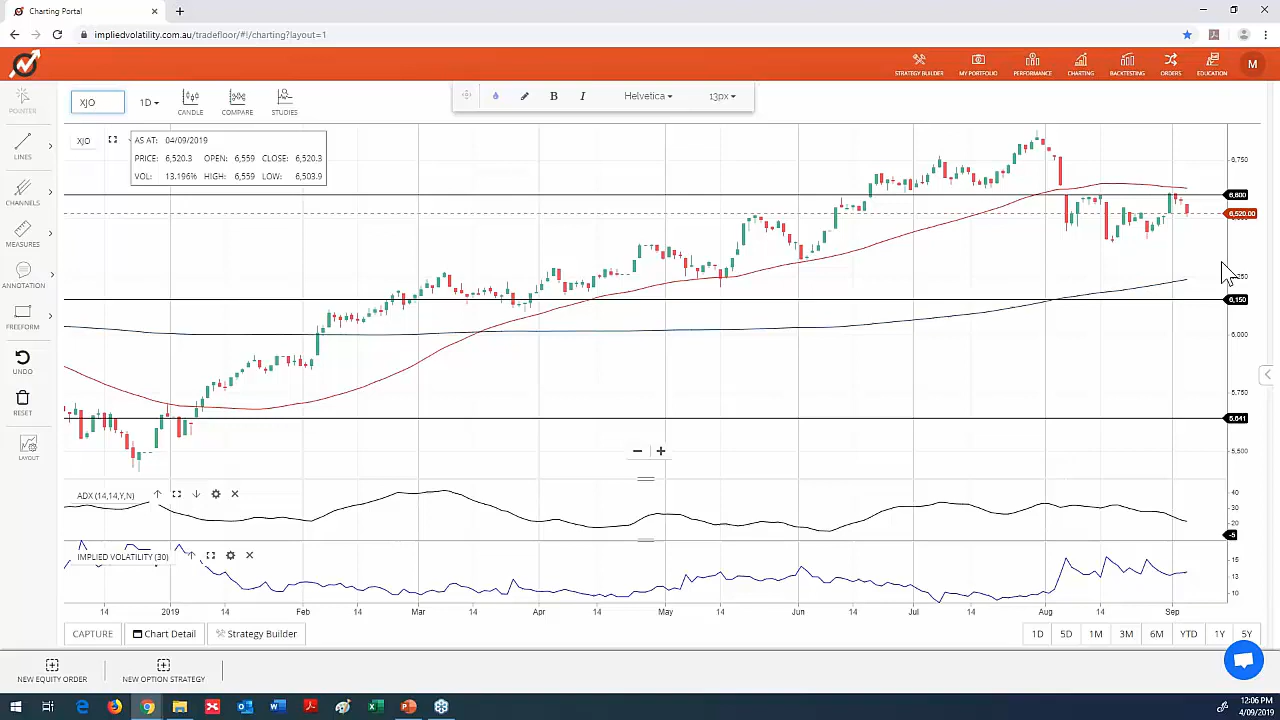 Charting Portal
impliedvolatility.com.au/tradefloor/#!/charting?layout=1
STRATEGY BUILDER MY PORTFOLIO PERFORMANCE CHARTING BACKTESTING ORDERS EDUCATION M
POINTER
LINES
CHANNELS
MEASURES
ANNOTATION
FREEFORM
UNDO
RESET
LAYOUT
XJO 1D CANDLE COMPARE STUDIES
B I Helvetica 13px
XJO
AS AT: 04/09/2019
PRICE: 6,520.3 OPEN: 6,559 CLOSE: 6,520.3
VOL: 13.196% HIGH: 6,559 LOW: 6,503.9
6,750
6,600
6,520.00
6,150
6,000
5,750
5,641
5,500
ADX (14,14,Y,N)
40
30
20
-5
IMPLIED VOLATILITY (30)
15
13
10
14 2019 14 Feb 14 Mar 14 Apr 14 May 14 Jun 14 Jul 14 Aug 14 Sep
CAPTURE Chart Detail Strategy Builder
1D 5D 1M 3M 6M YTD 1Y 5Y
NEW EQUITY ORDER NEW OPTION STRATEGY
12:06 PM
4/09/2019